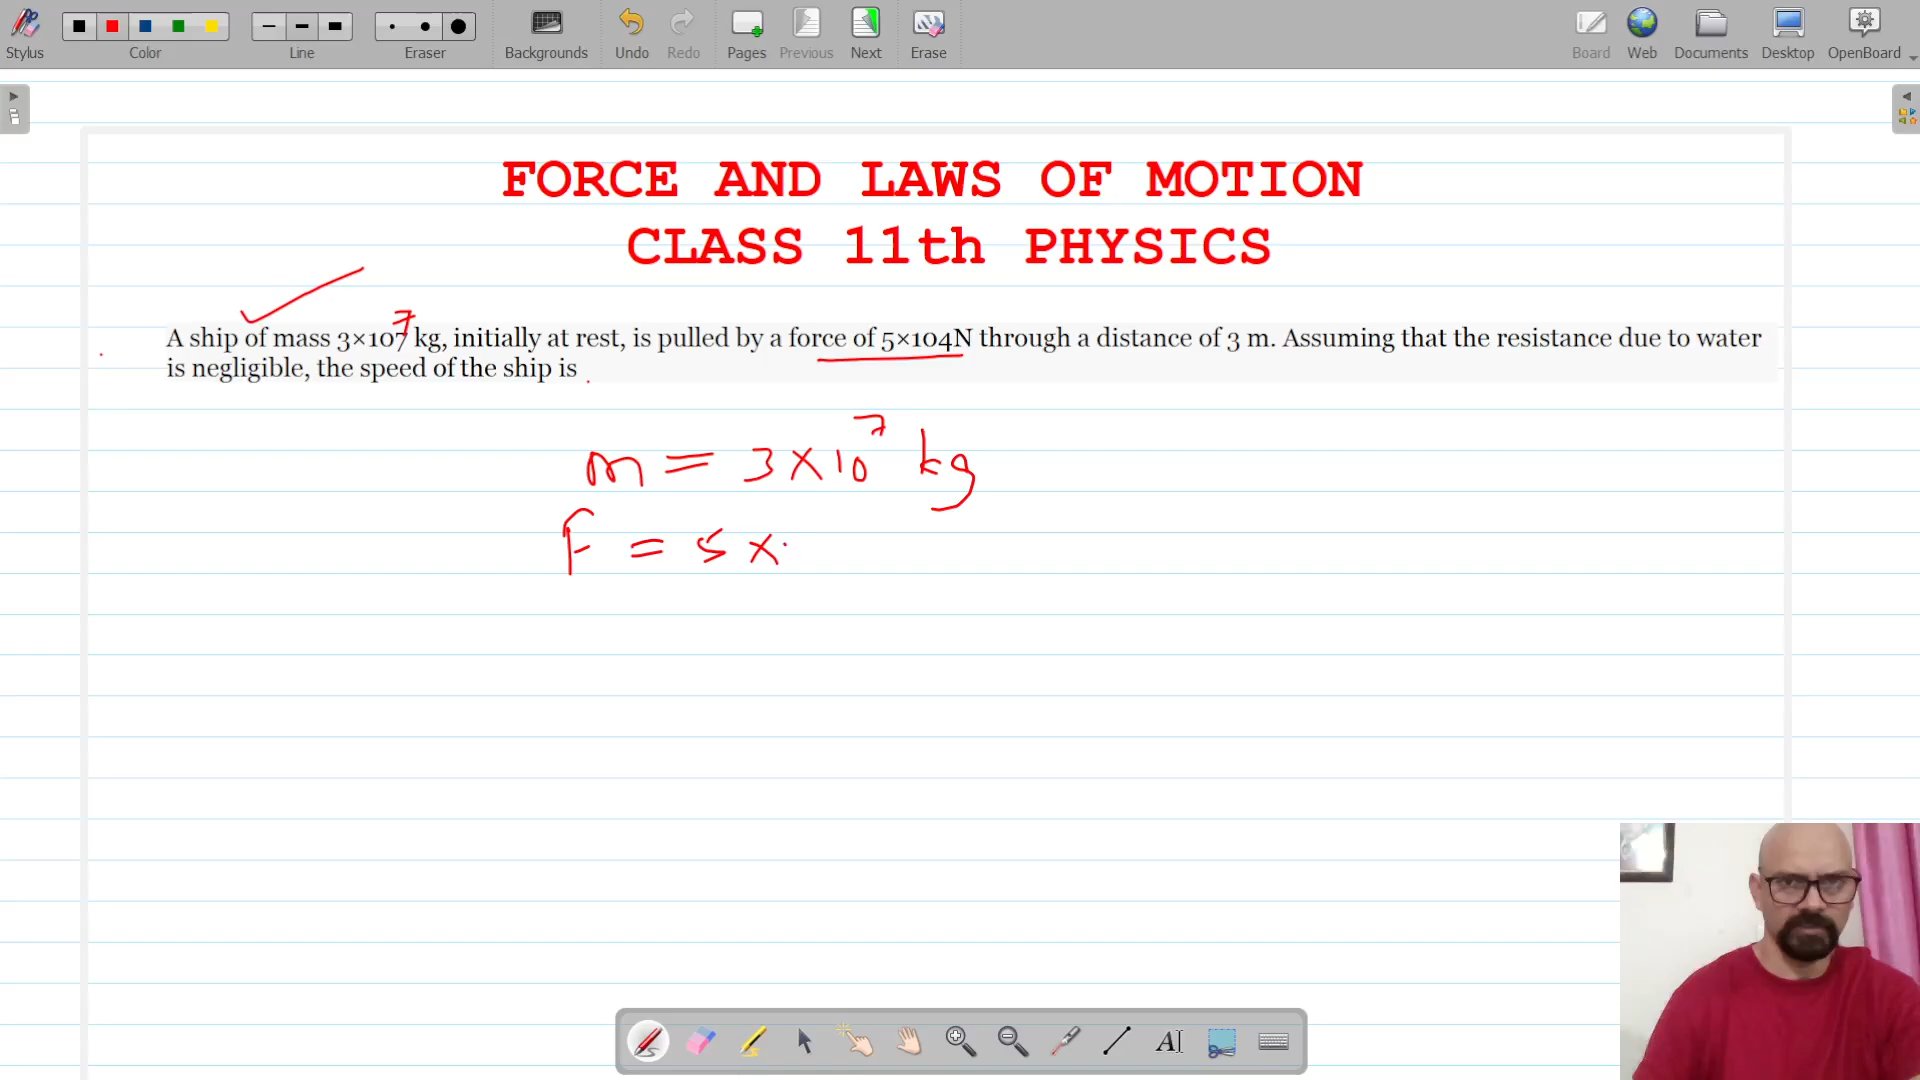 Stylus Color Line Eraser Backgrounds Undo Redo Pages Previous Next Erase Board Web Documents Desktop OpenBoard
FORCE AND LAWS OF MOTION
CLASS 11th PHYSICS
7
A ship of mass 3×107 kg, initially at rest, is pulled by a force of 5×104N through a distance of 3 m. Assuming that the resistance due to water
is negligible, the speed of the ship is
m = 3×10⁷ kg
F = 5×